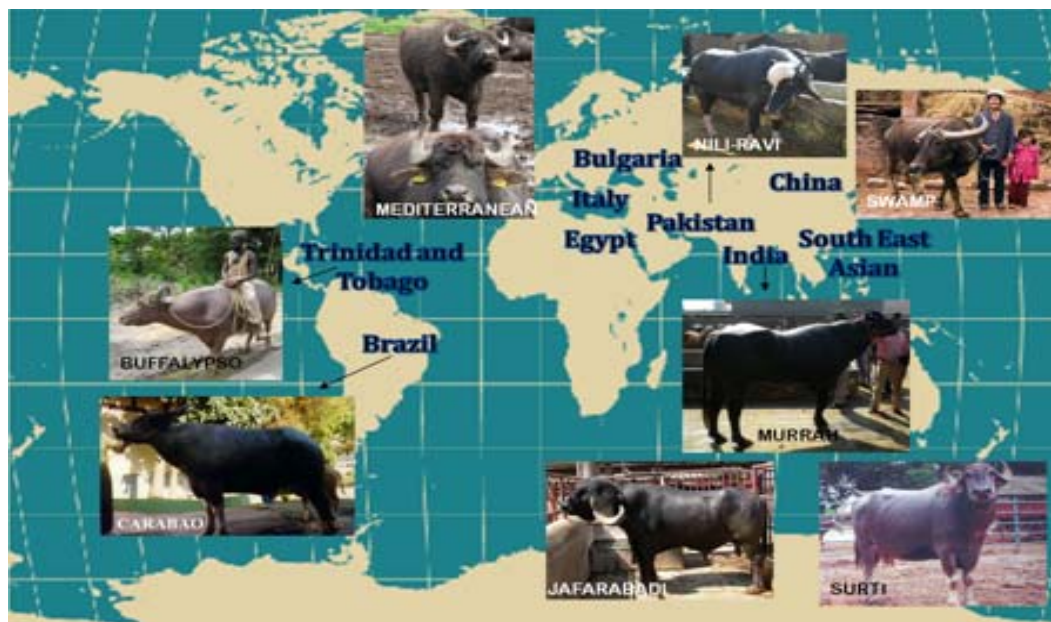 NILI-RAVI
Bulgaria
China
MEDITERRANEAN
Italy
SWAMP
Pakistan
Egypt
India
South East
Asian
Trinidad and
Tobago
Brazil
BUFFALYPSO
MURRAH
CARABAO
JAFARABADI
SURTI